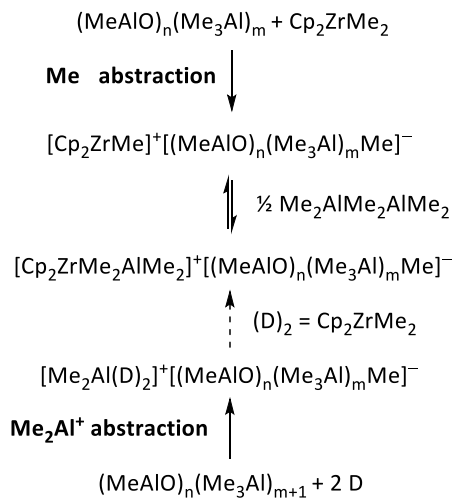 (MeAlO)ₙ(Me₃Al)ₘ + Cp₂ZrMe₂
Me abstraction
[Cp₂ZrMe]⁺[(MeAlO)ₙ(Me₃Al)ₘMe]⁻
½ Me₂AlMe₂AlMe₂
[Cp₂ZrMe₂AlMe₂]⁺[(MeAlO)ₙ(Me₃Al)ₘMe]⁻
(D)₂ = Cp₂ZrMe₂
[Me₂Al(D)₂]⁺[(MeAlO)ₙ(Me₃Al)ₘMe]⁻
Me₂Al⁺ abstraction
(MeAlO)ₙ(Me₃Al)ₘ₊₁ + 2 D